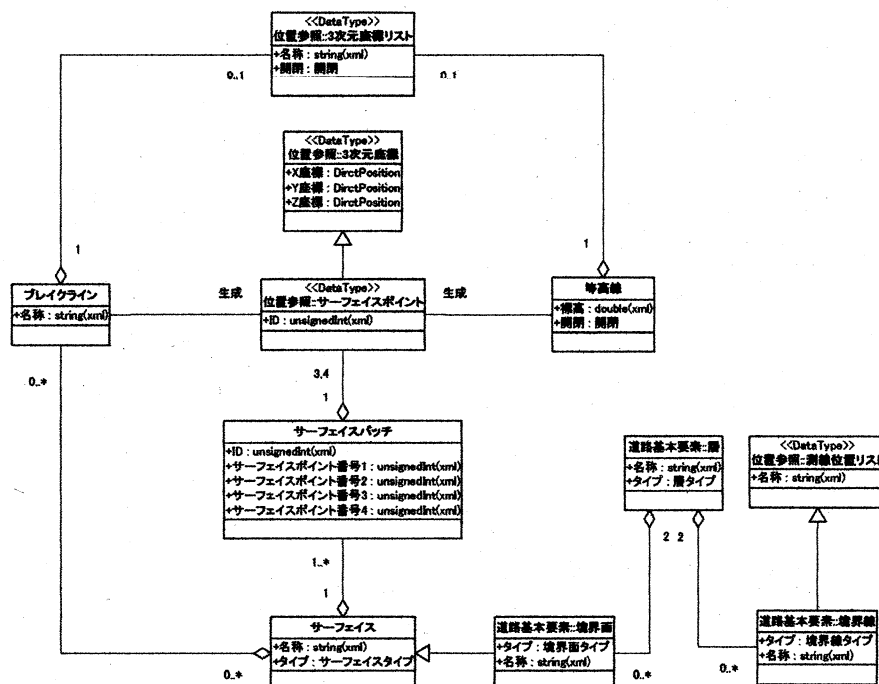 <<DataType>>
位置参照::3次元座標リスト
+名称 : string(xml)
+開閉 : 開閉
0..1
0..1
<<DataType>>
位置参照::3次元座標
+X座標 : DirctPosition
+Y座標 : DirctPosition
+Z座標 : DirctPosition
1
1
ブレイクライン
+名称 : string(xml)
生成
<<DataType>>
位置参照::サーフェイスポイント
+ID : unsignedInt(xml)
生成
等高線
+標高 : double(xml)
+開閉 : 開閉
0..*
3,4
1
サーフェイスパッチ
+ID : unsignedInt(xml)
+サーフェイスポイント番号1 : unsignedInt(xml)
+サーフェイスポイント番号2 : unsignedInt(xml)
+サーフェイスポイント番号3 : unsignedInt(xml)
+サーフェイスポイント番号4 : unsignedInt(xml)
道路基本要素::層
+名称 : string(xml)
+タイプ :層タイプ
<<DataType>>
位置参照::測線位置リスト
+名称 : string(xml)
2 2
1..*
1
サーフェイス
+名称 : string(xml)
+タイプ : サーフェイスタイプ
0..*
道路基本要素::境界面
+タイプ : 境界面タイプ
+名称 : string(xml)
0..*
道路基本要素::境界線
+タイプ : 境界線タイプ
+名称 : string(xml)
0..*